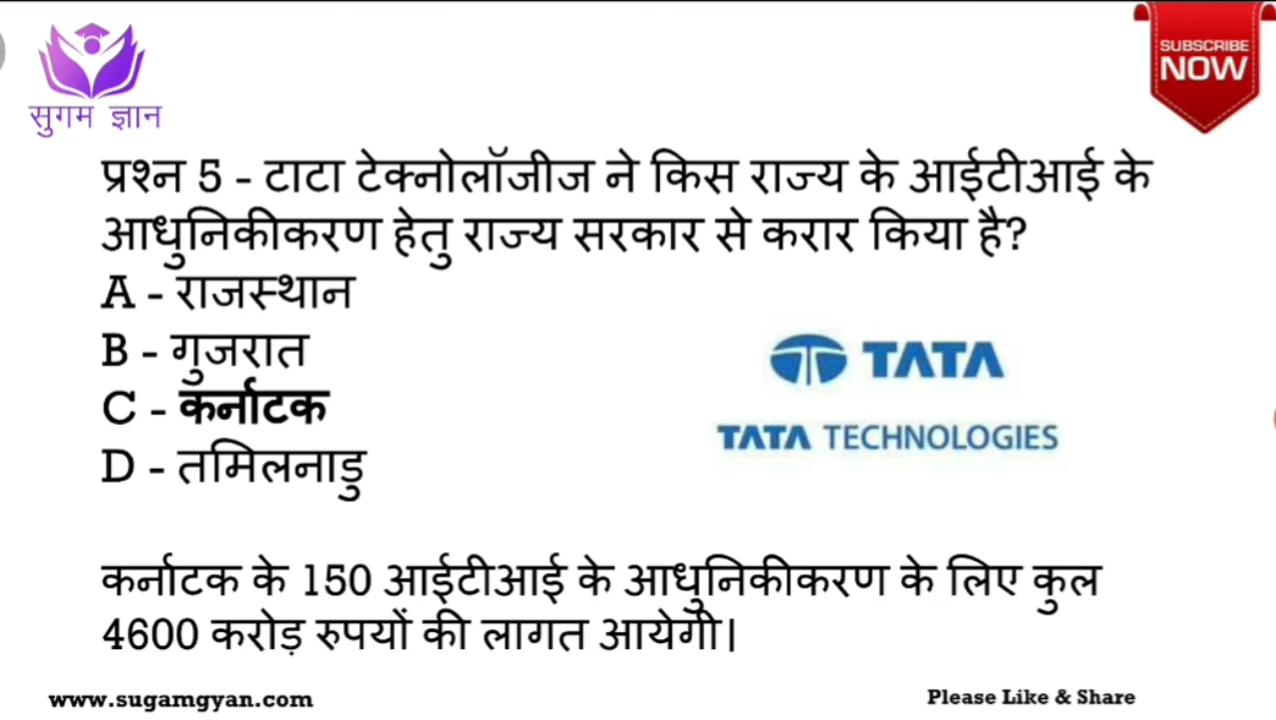 सुगम ज्ञान
SUBSCRIBE
NOW
प्रश्न 5 - टाटा टेक्नोलॉजीज ने किस राज्य के आईटीआई के
आधुनिकीकरण हेतु राज्य सरकार से करार किया है?
A - राजस्थान
B - गुजरात
C - कर्नाटक
D - तमिलनाडु
TATA
TATA TECHNOLOGIES
कर्नाटक के 150 आईटीआई के आधुनिकीकरण के लिए कुल
4600 करोड़ रुपयों की लागत आयेगी।
www.sugamgyan.com
Please Like & Share